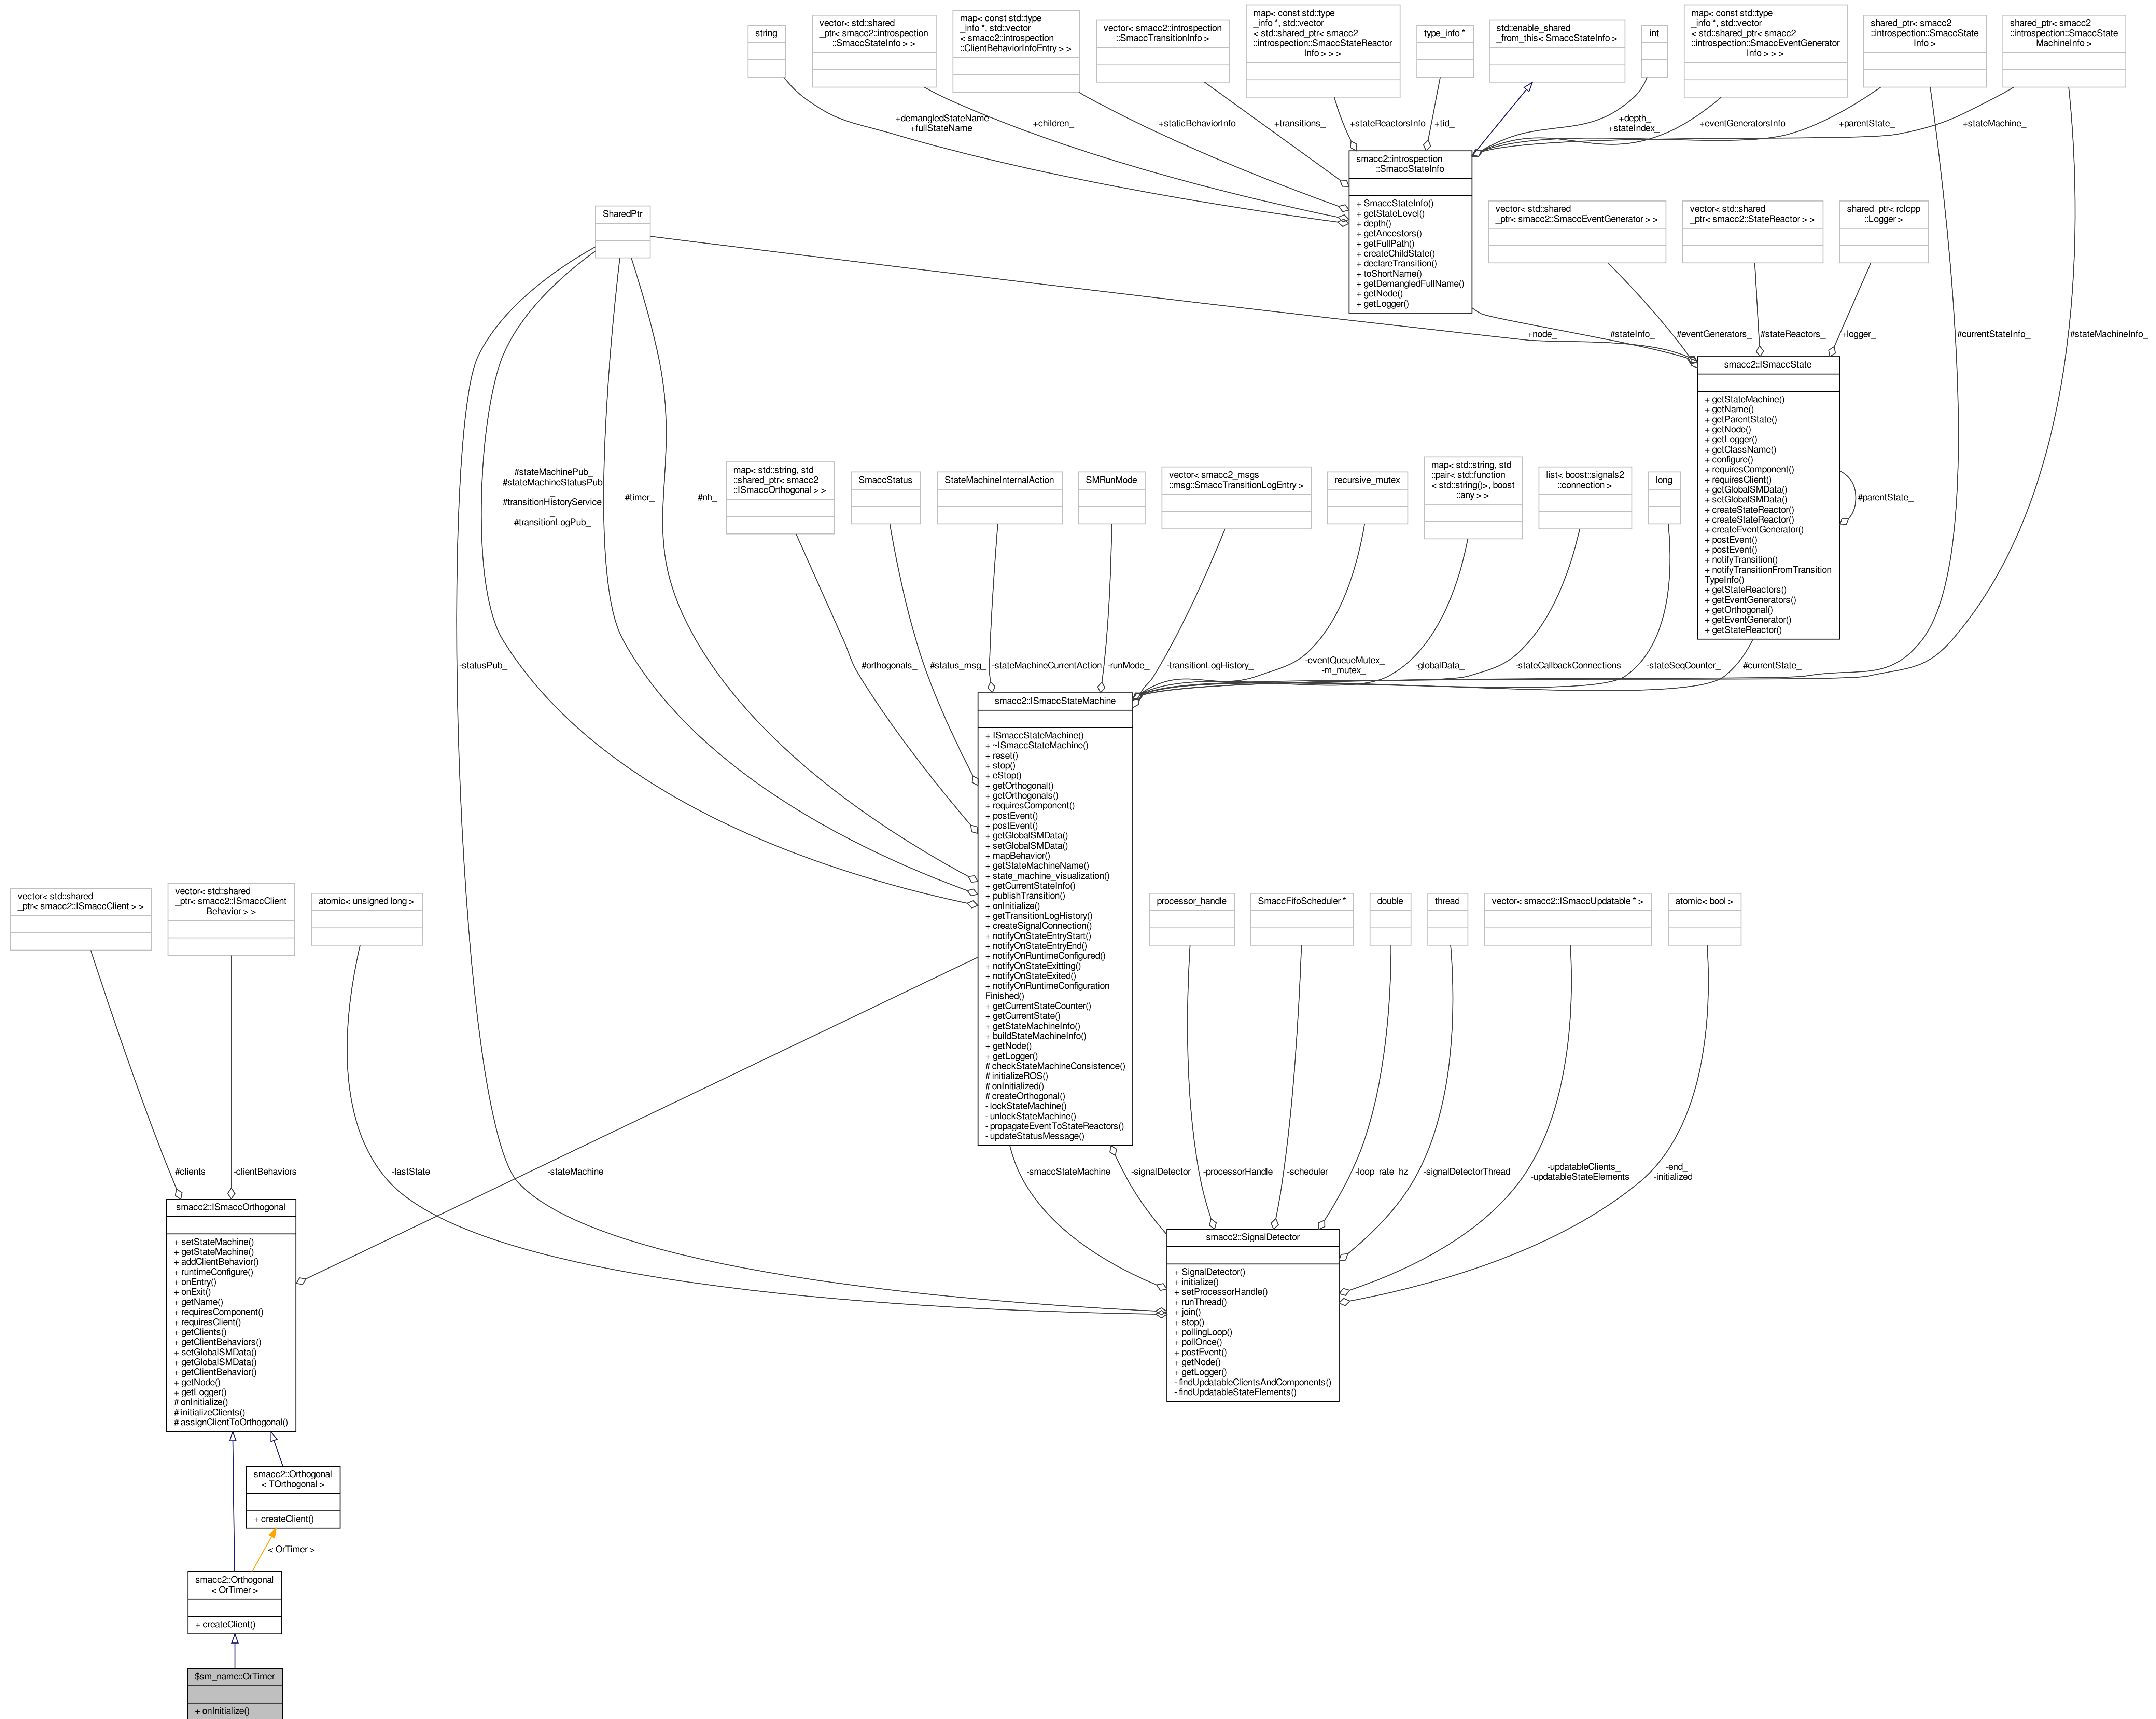 string
vector< std::shared
_ptr< smacc2::introspection
::SmaccStateInfo > >
map< const std::type
_info *, std::vector
< smacc2::introspection
::ClientBehaviorInfoEntry > >
vector< smacc2::introspection
::SmaccTransitionInfo >
map< const std::type
_info *, std::vector
< std::shared_ptr< smacc2
::introspection::SmaccStateReactor
Info > > >
type_info *
std::enable_shared
_from_this< SmaccStateInfo >
int
map< const std::type
_info *, std::vector
< std::shared_ptr< smacc2
::introspection::SmaccEventGenerator
Info > > >
shared_ptr< smacc2
::introspection::SmaccState
Info >
shared_ptr< smacc2
::introspection::SmaccState
MachineInfo >
+demangledStateName
+fullStateName
+children_
+staticBehaviorInfo
+transitions_
+stateReactorsInfo
+tid_
+depth_
+stateIndex_
+eventGeneratorsInfo
+parentState_
+stateMachine_
smacc2::introspection
::SmaccStateInfo
+ SmaccStateInfo()
+ getStateLevel()
+ depth()
+ getAncestors()
+ getFullPath()
+ createChildState()
+ declareTransition()
+ toShortName()
+ getDemangledFullName()
+ getNode()
+ getLogger()
SharedPtr
vector< std::shared
_ptr< smacc2::SmaccEventGenerator > >
vector< std::shared
_ptr< smacc2::StateReactor > >
shared_ptr< rclcpp
::Logger >
+node_
#stateInfo_
#eventGenerators_
#stateReactors_
+logger_
#currentStateInfo_
#stateMachineInfo_
smacc2::ISmaccState
+ getStateMachine()
+ getName()
+ getParentState()
+ getNode()
+ getLogger()
+ getClassName()
+ configure()
+ requiresComponent()
+ requiresClient()
+ getGlobalSMData()
+ setGlobalSMData()
+ createStateReactor()
+ createStateReactor()
+ createEventGenerator()
+ postEvent()
+ postEvent()
+ notifyTransition()
+ notifyTransitionFromTransition
TypeInfo()
+ getStateReactors()
+ getEventGenerators()
+ getOrthogonal()
+ getEventGenerator()
+ getStateReactor()
#parentState_
#stateMachinePub_
#stateMachineStatusPub
_
#transitionHistoryService
_
#transitionLogPub_
#timer_
#nh_
map< std::string, std
::shared_ptr< smacc2
::ISmaccOrthogonal > >
SmaccStatus
StateMachineInternalAction
SMRunMode
vector< smacc2_msgs
::msg::SmaccTransitionLogEntry >
recursive_mutex
map< std::string, std
::pair< std::function
< std::string()>, boost
::any > >
list< boost::signals2
::connection >
long
-statusPub_
#orthogonals_
#status_msg_
-stateMachineCurrentAction
-runMode_
-transitionLogHistory_
-eventQueueMutex_
-m_mutex_
-globalData_
-stateCallbackConnections
-stateSeqCounter_
#currentState_
smacc2::ISmaccStateMachine
+ ISmaccStateMachine()
+ ~ISmaccStateMachine()
+ reset()
+ stop()
+ eStop()
+ getOrthogonal()
+ getOrthogonals()
+ requiresComponent()
+ postEvent()
+ postEvent()
+ getGlobalSMData()
+ setGlobalSMData()
+ mapBehavior()
+ getStateMachineName()
+ state_machine_visualization()
+ getCurrentStateInfo()
+ publishTransition()
+ onInitialize()
+ getTransitionLogHistory()
+ createSignalConnection()
+ notifyOnStateEntryStart()
+ notifyOnStateEntryEnd()
+ notifyOnRuntimeConfigured()
+ notifyOnStateExitting()
+ notifyOnStateExited()
+ notifyOnRuntimeConfiguration
Finished()
+ getCurrentStateCounter()
+ getCurrentState()
+ getStateMachineInfo()
+ buildStateMachineInfo()
+ getNode()
+ getLogger()
# checkStateMachineConsistence()
# initializeROS()
# onInitialized()
# createOrthogonal()
- lockStateMachine()
- unlockStateMachine()
- propagateEventToStateReactors()
- updateStatusMessage()
vector< std::shared
_ptr< smacc2::ISmaccClient > >
vector< std::shared
_ptr< smacc2::ISmaccClient
Behavior > >
atomic< unsigned long >
processor_handle
SmaccFifoScheduler *
double
thread
vector< smacc2::ISmaccUpdatable * >
atomic< bool >
#clients_
-clientBehaviors_
-lastState_
-stateMachine_
-smaccStateMachine_
-signalDetector_
-processorHandle_
-scheduler_
-loop_rate_hz
-signalDetectorThread_
-updatableClients_
-updatableStateElements_
-end_
-initialized_
smacc2::ISmaccOrthogonal
+ setStateMachine()
+ getStateMachine()
+ addClientBehavior()
+ runtimeConfigure()
+ onEntry()
+ onExit()
+ getName()
+ requiresComponent()
+ requiresClient()
+ getClients()
+ getClientBehaviors()
+ setGlobalSMData()
+ getGlobalSMData()
+ getClientBehavior()
+ getNode()
+ getLogger()
# onInitialize()
# initializeClients()
# assignClientToOrthogonal()
smacc2::SignalDetector
+ SignalDetector()
+ initialize()
+ setProcessorHandle()
+ runThread()
+ join()
+ stop()
+ pollingLoop()
+ pollOnce()
+ postEvent()
+ getNode()
+ getLogger()
- findUpdatableClientsAndComponents()
- findUpdatableStateElements()
smacc2::Orthogonal
< TOrthogonal >
+ createClient()
< OrTimer >
smacc2::Orthogonal
< OrTimer >
+ createClient()
$sm_name::OrTimer
+ onInitialize()